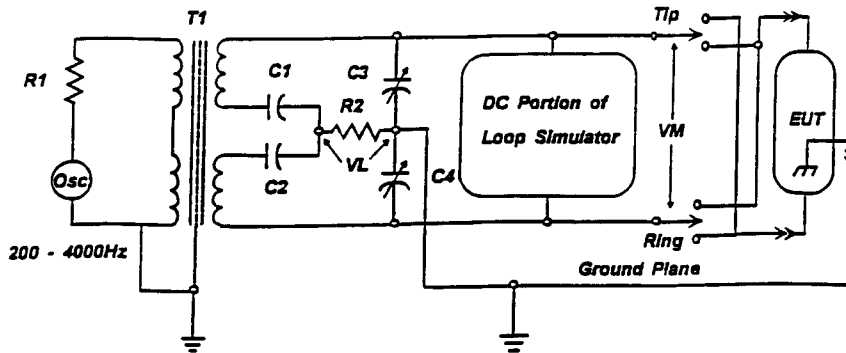 T1
Tip
R1
C1
C3
R2
DC Portion of
Loop Simulator
VM
EUT
Osc
VL
C2
C4
Ring
200 - 4000Hz
Ground Plane